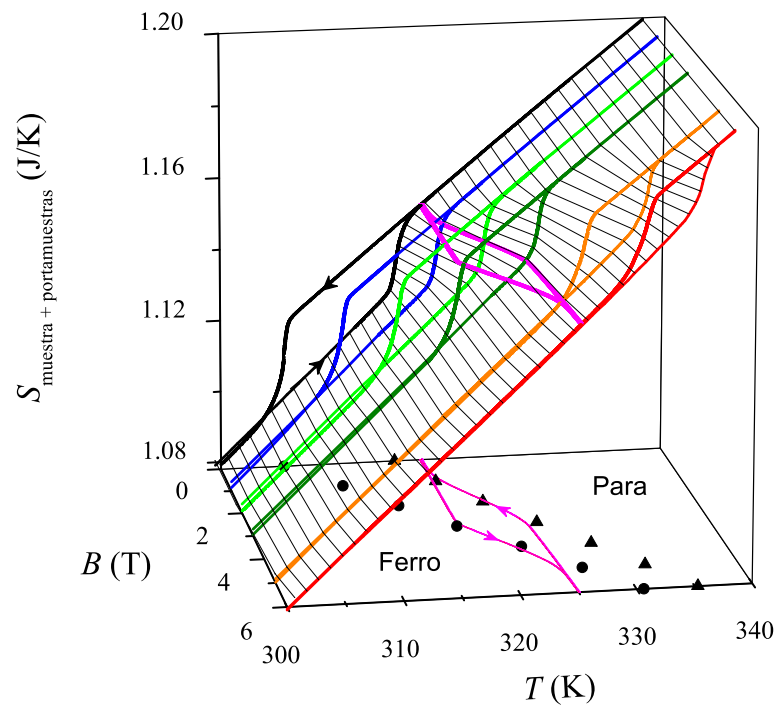 1.20
1.16
1.12
1.08
S muestra + portamuestras (J/K)
0
2
4
6
B (T)
300
310
320
330
340
T (K)
Para
Ferro